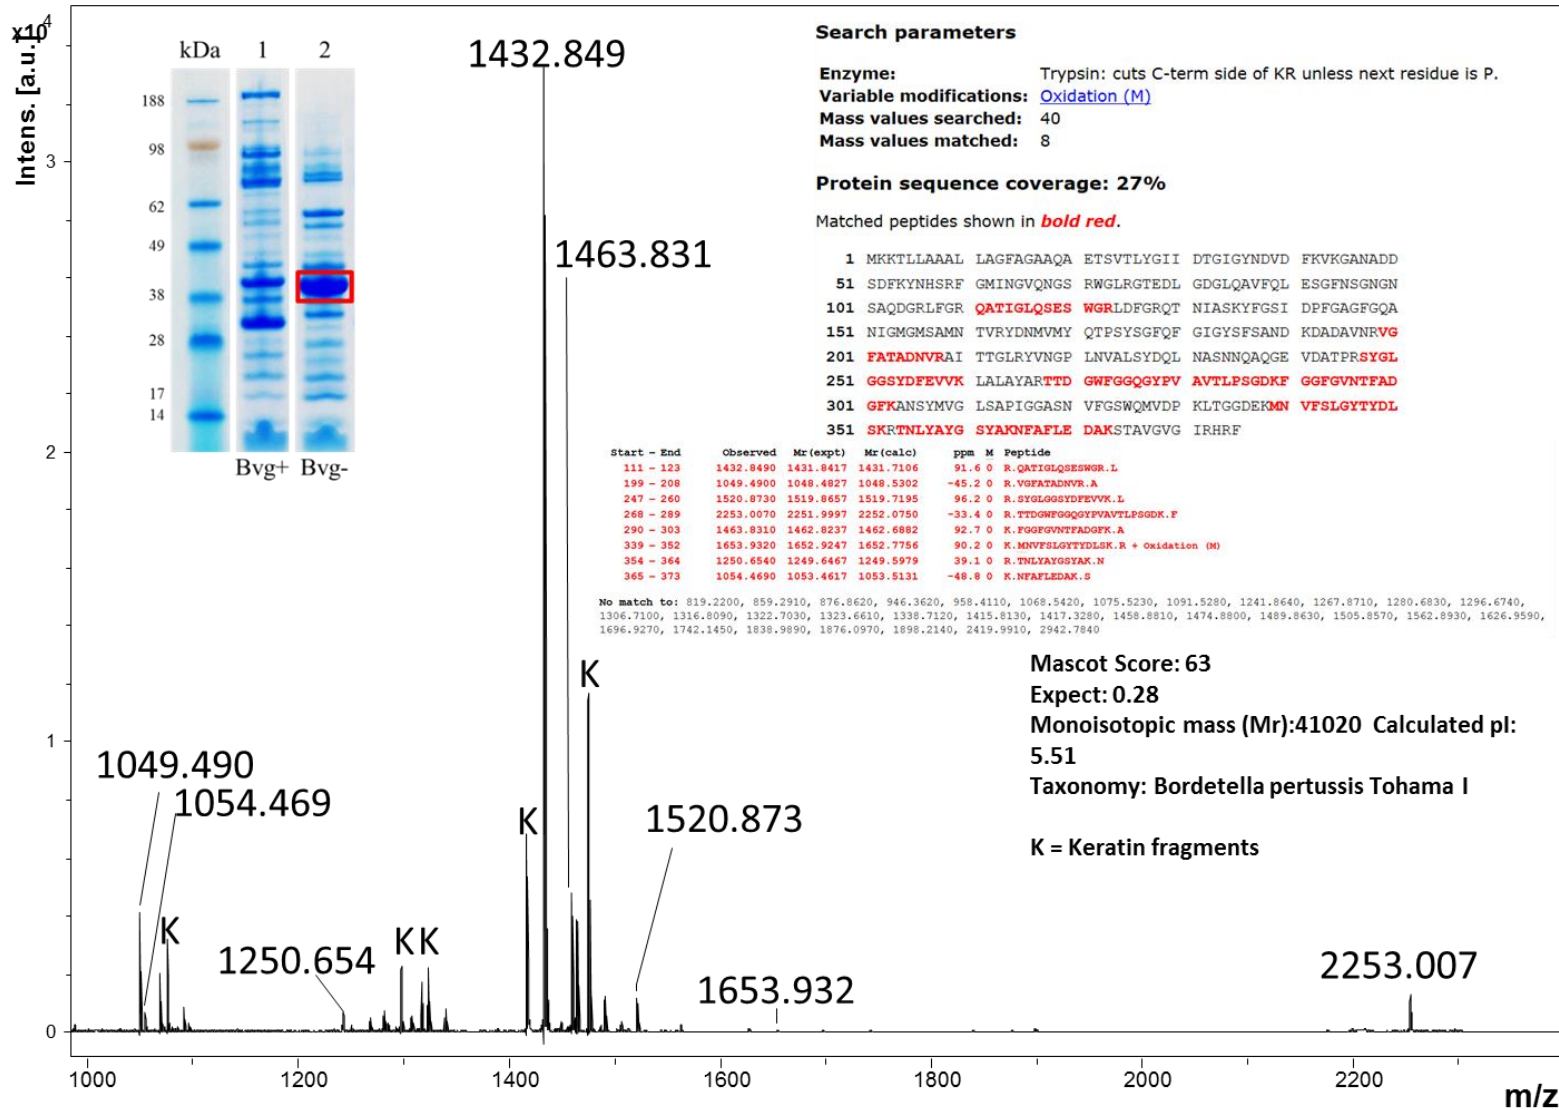 x10
4
Intens. [a.u.]
3
2
1
0
kDa 1 2
188
98
62
49
38
28
17
14
Bvg+ Bvg-
1432.849
1463.831
K
1049.490
1054.469
K
1250.654
K K
K
1520.873
1653.932
2253.007
1000 1200 1400 1600 1800 2000 2200
m/z
Search parameters
Enzyme: Trypsin: cuts C-term side of KR unless next residue is P.
Variable modifications: Oxidation (M)
Mass values searched: 40
Mass values matched: 8
Protein sequence coverage: 27%
Matched peptides shown in bold red.
1 MKKTLLAAAL LAGFAGAAQA ETSVTLYGII DTGIGYNDVD FKVKGANADD
51 SDFKYNHSRF GMINGVQNGS RWGLRGTEDL GDGLQAVFQL ESGFNSGNGN
101 SAQDGRLFGR QATIGLQSES WGRLDFGRQT NIASKYFGSI DPFGAGFGQA
151 NIGMGMSAMN TVRYDNMVMY QTPSYSGFQF GIGYSFSAND KDADAVNRVG
201 FATADNVRAI TTGLRYVNGP LNVALSYDQL NASNNQAQGE VDATPRSYGL
251 GGSYDFEVVK LALAYARTTD GWFGGQGYPV AVTLPSGDKF GGFGVNTFAD
301 GFKANSYMVG LSAPIGGASN VFGSWQMVDP KLTGGDEKMN VFSLGYTYDL
351 SKRTNLYAYG SYAKNFAFLE DAKSTAVGVG IRHRF
Start - End Observed Mr(expt) Mr(calc) ppm M Peptide
111 - 123 1432.8490 1431.8417 1431.7106 91.6 0 R.QATIGLQSESWGR.L
199 - 208 1049.4900 1048.4827 1048.5302 -45.2 0 R.VGFATADNVR.A
247 - 260 1520.8730 1519.8657 1519.7195 96.2 0 R.SYGLGGSYDFEVVK.L
268 - 289 2253.0070 2251.9997 2252.0750 -33.4 0 R.TTDGWFGGQGYPVAVTLPSGDK.F
290 - 303 1463.8310 1462.8237 1462.6882 92.7 0 K.FGGFGVNTFADGFK.A
339 - 352 1653.9320 1652.9247 1652.7756 90.2 0 K.MNVFSLGYTYDLSK.R + Oxidation (M)
354 - 364 1250.6540 1249.6467 1249.5979 39.1 0 R.TNLYAYGSYAK.N
365 - 373 1054.4690 1053.4617 1053.5131 -48.8 0 K.NFAFLEDAK.S
No match to: 819.2200, 859.2910, 876.8620, 946.3620, 958.4110, 1068.5420, 1075.5230, 1091.5280, 1241.8640, 1267.8710, 1280.6830, 1296.6740,
1306.7100, 1316.8090, 1322.7030, 1323.6610, 1338.7120, 1415.8130, 1417.3280, 1458.8810, 1474.8800, 1489.8630, 1505.8570, 1562.8930, 1626.9590,
1696.9270, 1742.1450, 1838.9890, 1876.0970, 1898.2140, 2419.9910, 2942.7840
Mascot Score: 63
Expect: 0.28
Monoisotopic mass (Mr):41020 Calculated pI:
5.51
Taxonomy: Bordetella pertussis Tohama I
K = Keratin fragments